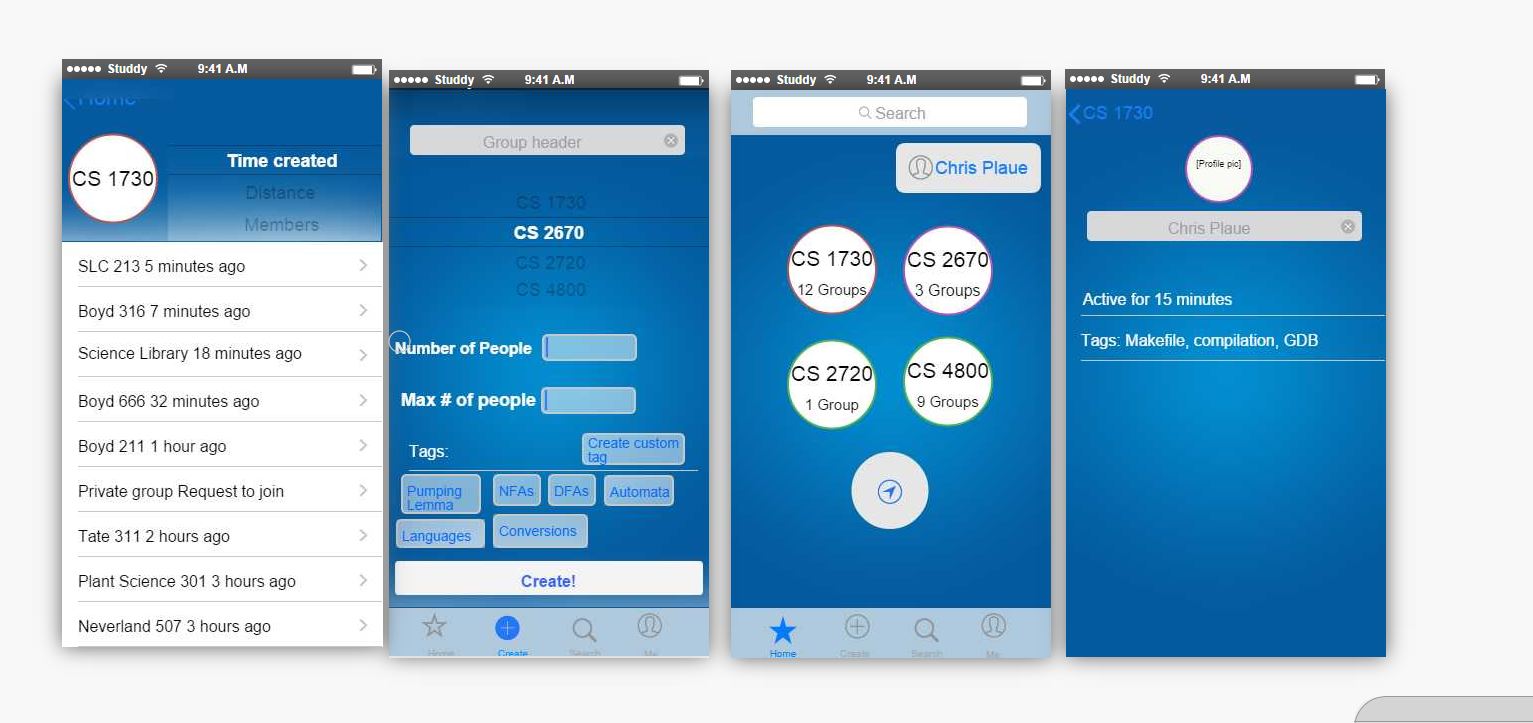 Studdy 9:41 A.M
Home
CS 1730
Time created
Distance
Members
SLC 213 5 minutes ago
Boyd 316 7 minutes ago
Science Library 18 minutes ago
Boyd 666 32 minutes ago
Boyd 211 1 hour ago
Private group Request to join
Tate 311 2 hours ago
Plant Science 301 3 hours ago
Neverland 507 3 hours ago
Studdy 9:41 A.M
Group header
CS 1730
CS 2670
CS 2720
CS 4800
Number of People
Max # of people
Tags:
Create custom
tag
Pumping
Lemma
NFAs
DFAs
Automata
Languages
Conversions
Create!
Home Create Search Me
Studdy 9:41 A.M
Search
Chris Plaue
CS 1730
12 Groups
CS 2670
3 Groups
CS 2720
1 Group
CS 4800
9 Groups
Home Create Search Me
Studdy 9:41 A.M
CS 1730
[Profile pic]
Chris Plaue
Active for 15 minutes
Tags: Makefile, compilation, GDB